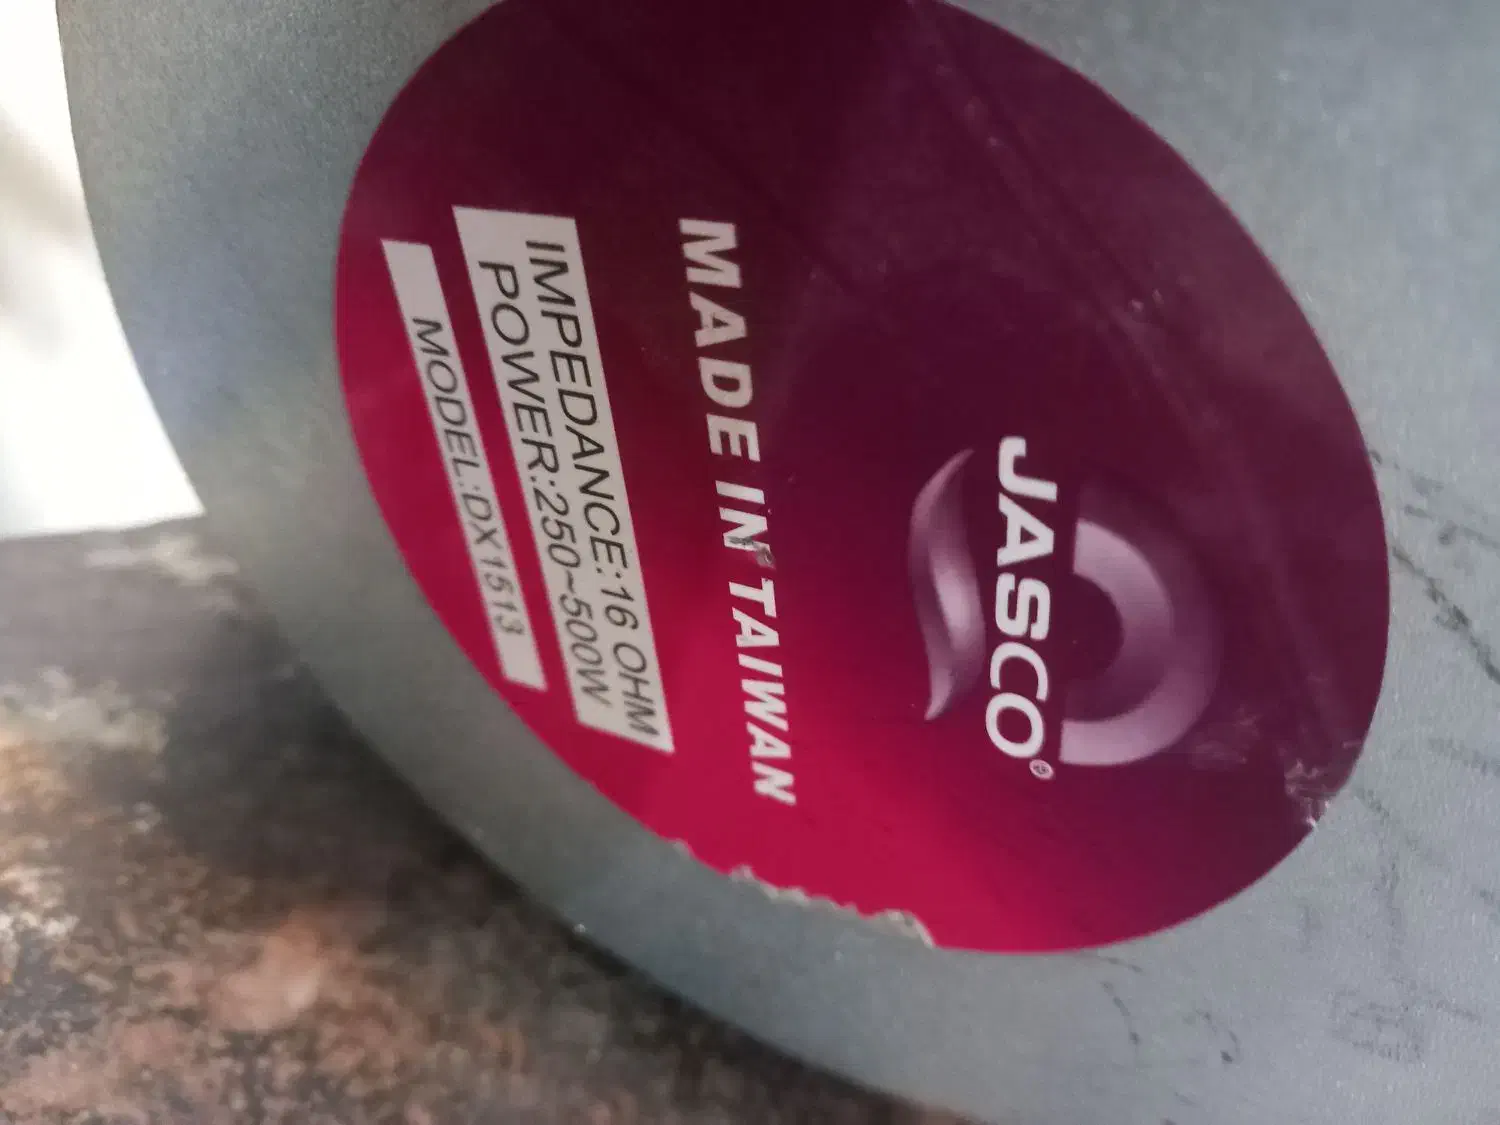 JASCO®
MADE IN TAIWAN
IMPEDANCE:16 OHM
POWER:250~500W
MODEL:DX1513